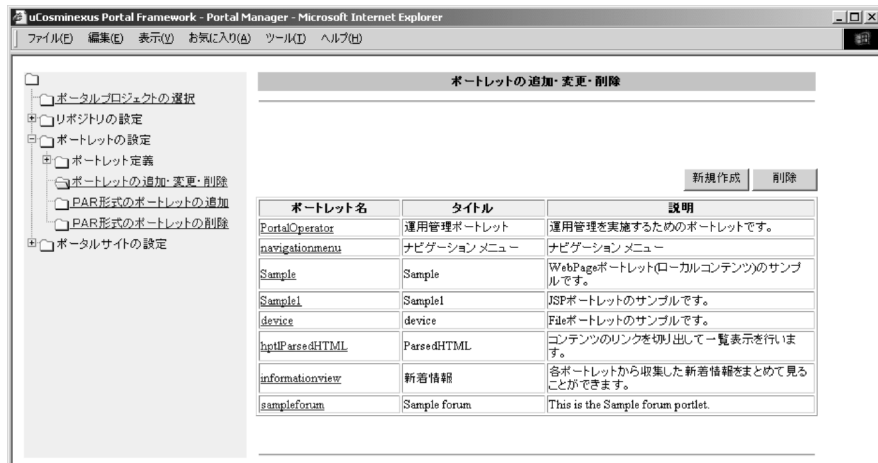 uCosminexus Portal Framework - Portal Manager - Microsoft Internet Explorer
ファイル(F) 編集(E) 表示(V) お気に入り(A) ツール(T) ヘルプ(H)
ポータルプロジェクトの選択
リポジトリの設定
ポートレットの設定
ポートレット定義
ポートレットの追加・変更・削除
PAR形式のポートレットの追加
PAR形式のポートレットの削除
ポータルサイトの設定
ポートレットの追加・変更・削除
新規作成 削除
ポートレット名 タイトル 説明
PortalOperator 運用管理ポートレット 運用管理を実施するためのポートレットです。
navigationmenu ナビゲーション メニュー ナビゲーション メニュー
Sample Sample WebPageポートレット(ローカルコンテンツ)のサンプ
ルです。
Sample1 Sample1 JSPポートレットのサンプルです。
device device Fileポートレットのサンプルです。
hptlParsedHTML ParsedHTML コンテンツのリンクを切り出して一覧表示を行いま
す。
informationview 新着情報 各ポートレットから収集した新着情報をまとめて見る
ことができます。
sampleforum Sample forum This is the Sample forum portlet.